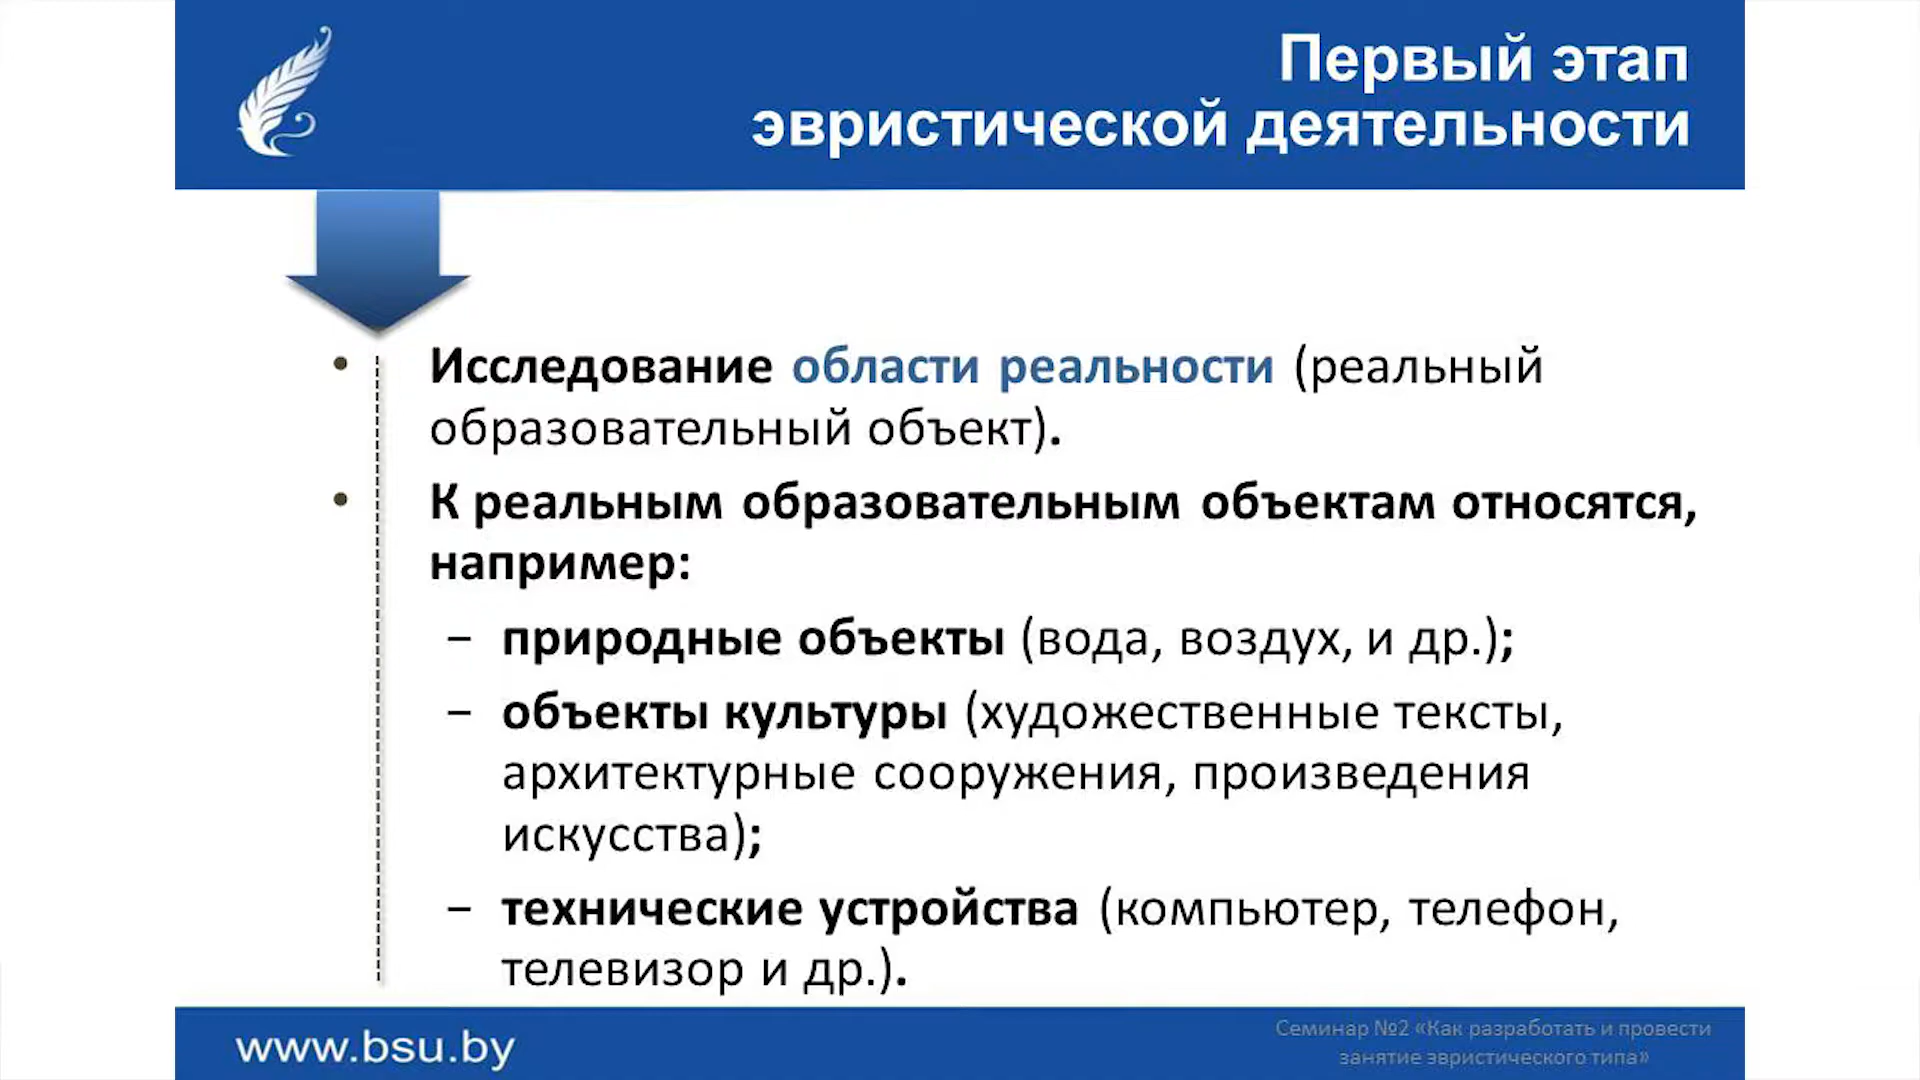 Первый этап
эвристической деятельности
• Исследование области реальности (реальный
образовательный объект).
• К реальным образовательным объектам относятся,
например:
− природные объекты (вода, воздух, и др.);
− объекты культуры (художественные тексты,
архитектурные сооружения, произведения
искусства);
− технические устройства (компьютер, телефон,
телевизор и др.).
www.bsu.by
Семинар №2 «Как разработать и провести
занятие эвристического типа»